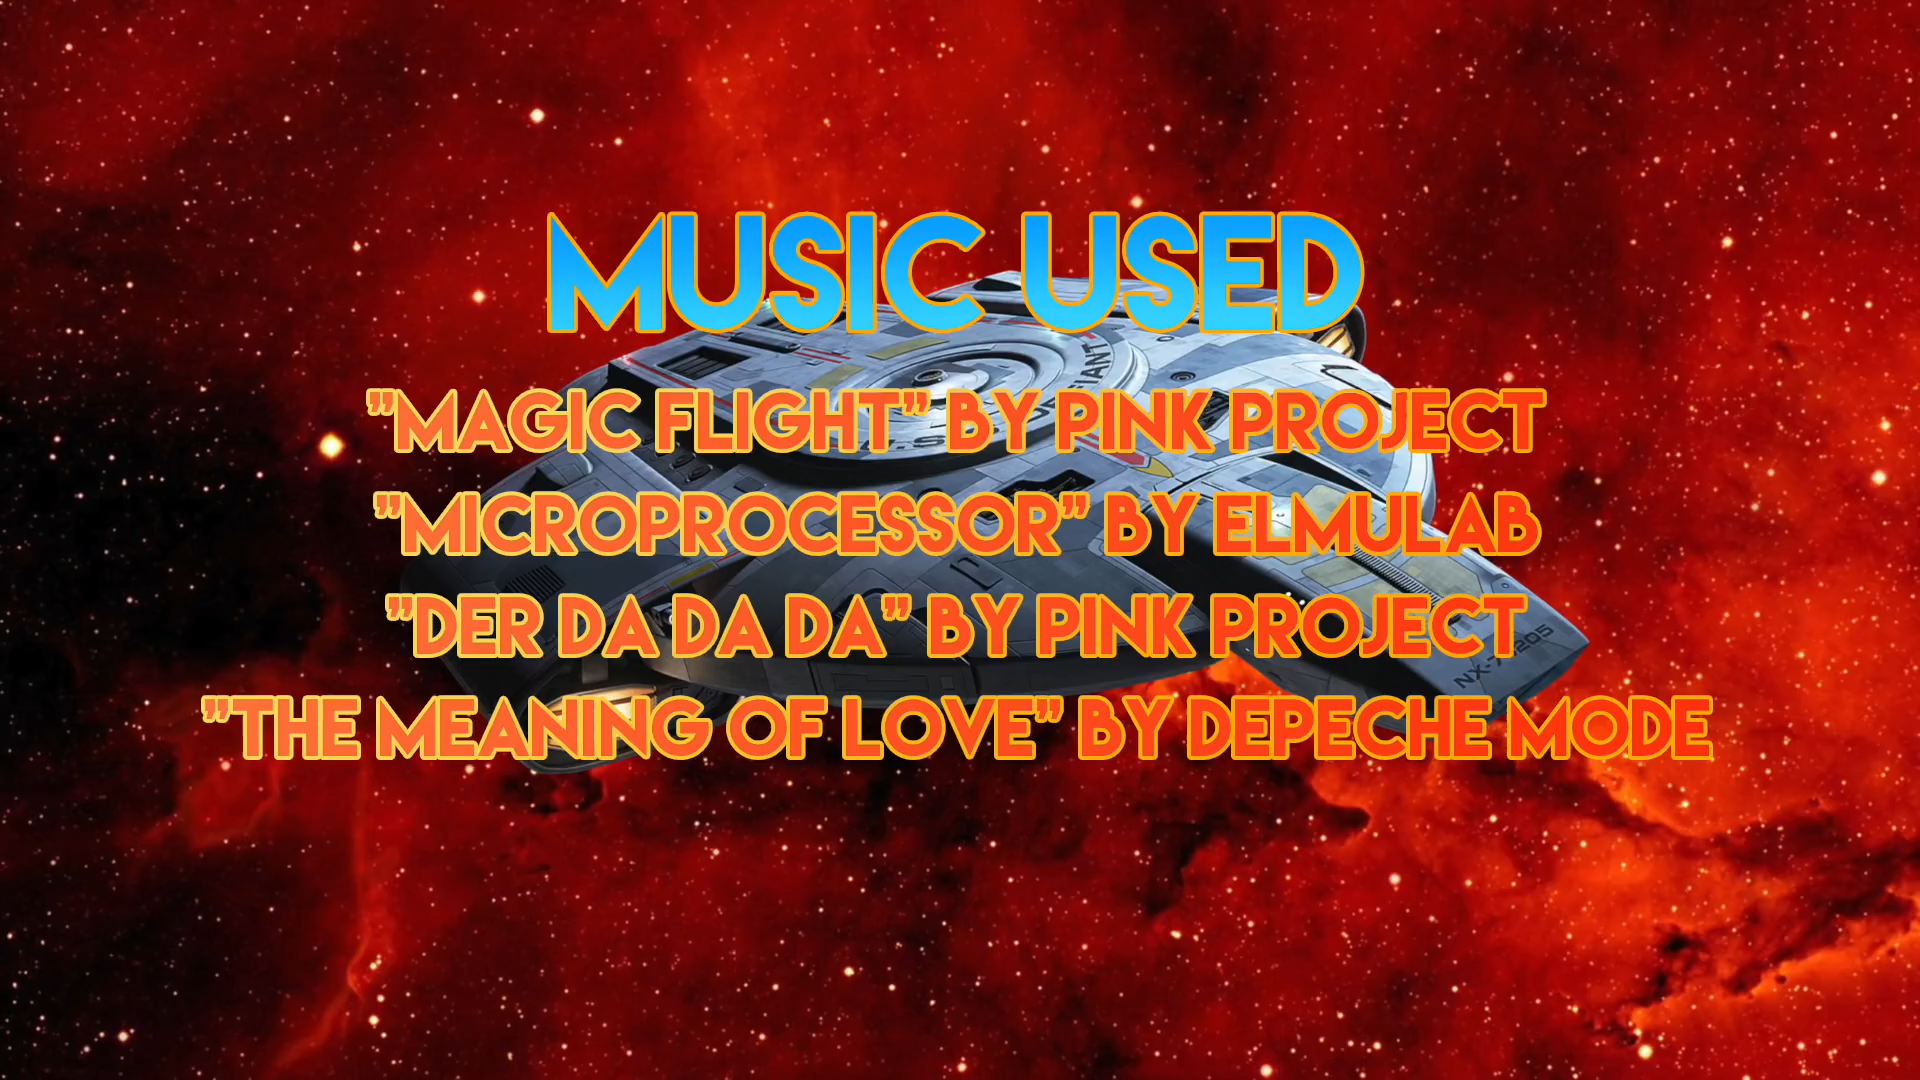 MUSIC USED
"MAGIC FLIGHT" BY PINK PROJECT
"MICROPROCESSOR" BY ELMULAB
"DER DA DA DA" BY PINK PROJECT
"THE MEANING OF LOVE" BY DEPECHE MODE